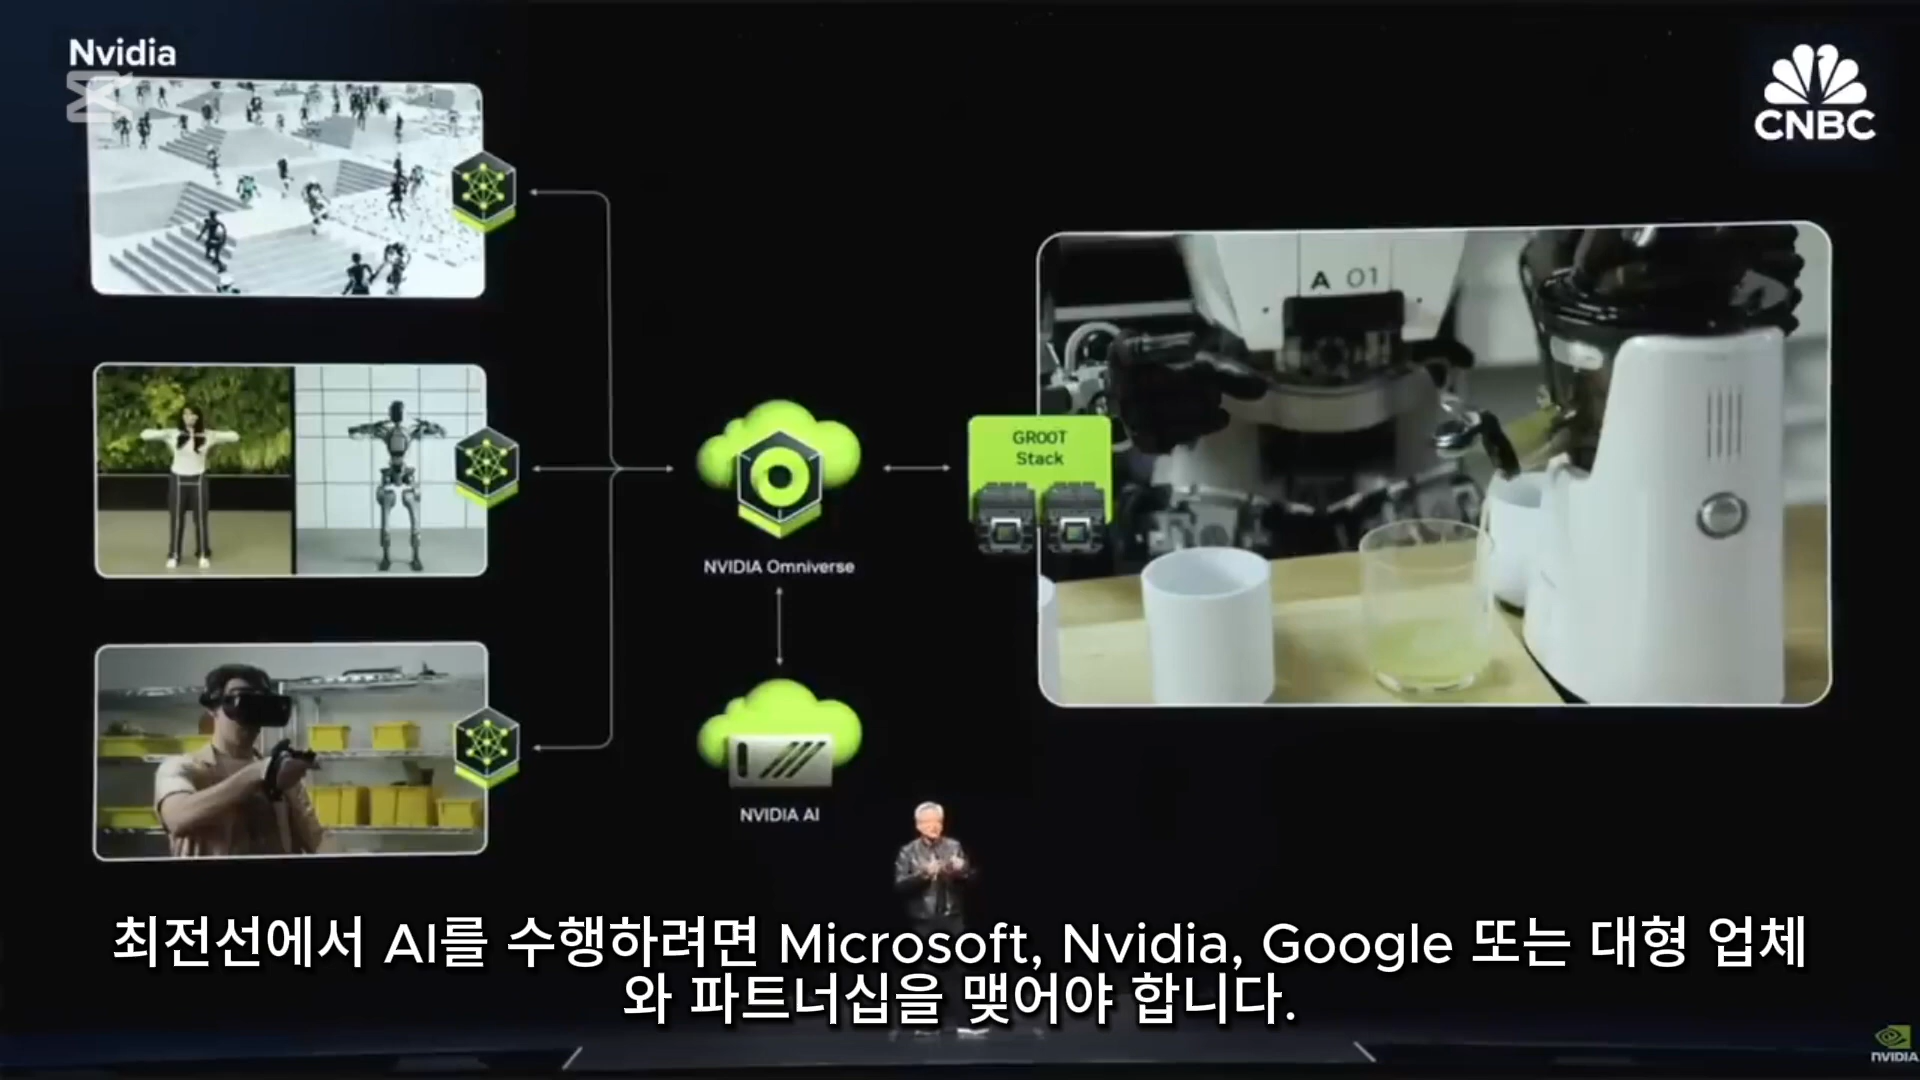 Nvidia
CNBC
A 01
GR00T
Stack
NVIDIA Omniverse
NVIDIA AI
최전선에서 AI를 수행하려면 Microsoft, Nvidia, Google 또는 대형 업체
와 파트너십을 맺어야 합니다.
NVIDIA